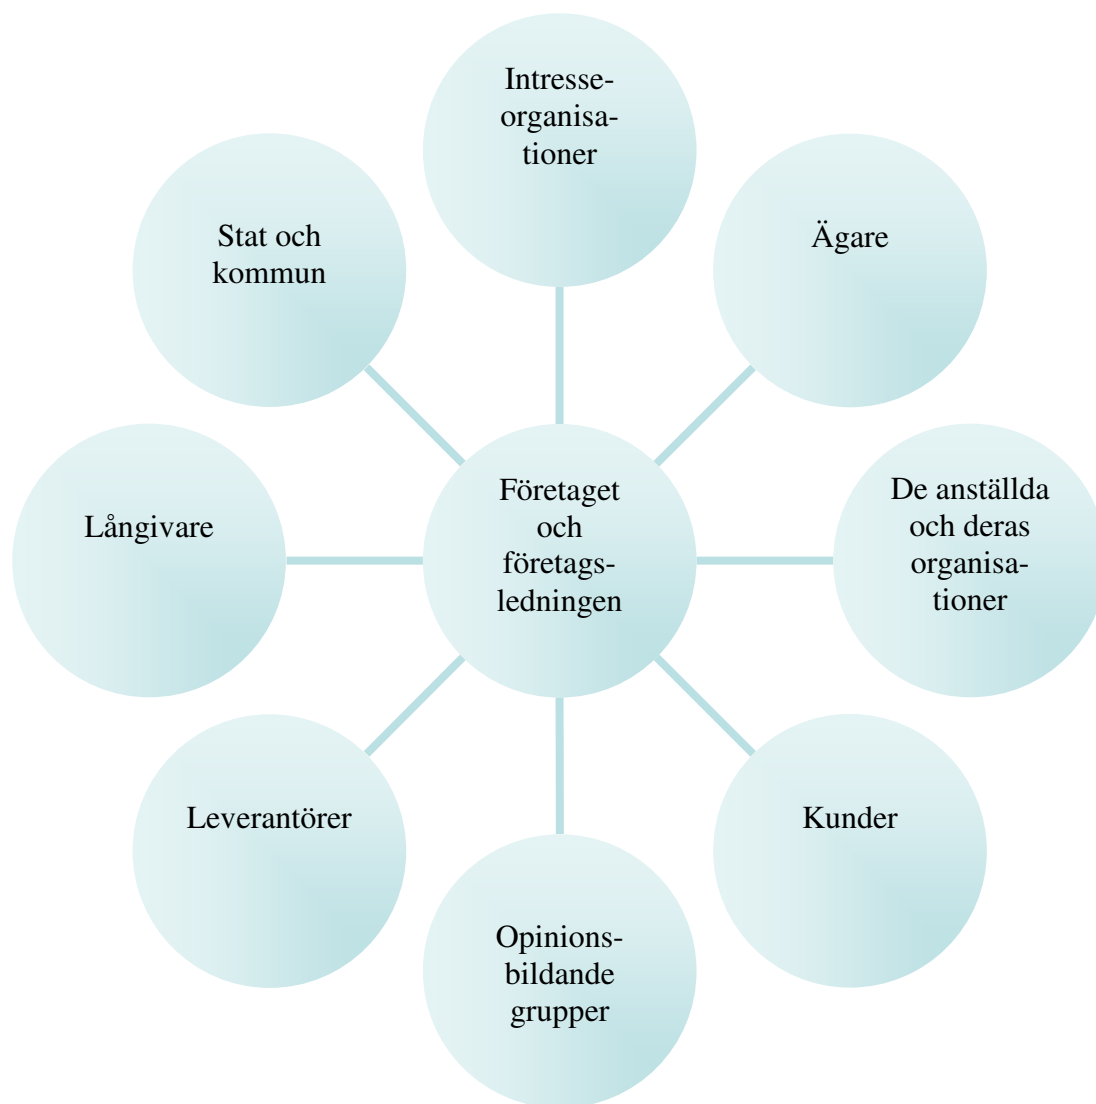 Intresse-
organisa-
tioner
Stat och
kommun
Ägare
Långivare
Företaget
och
företags-
ledningen
De anställda
och deras
organisa-
tioner
Leverantörer
Kunder
Opinions-
bildande
grupper